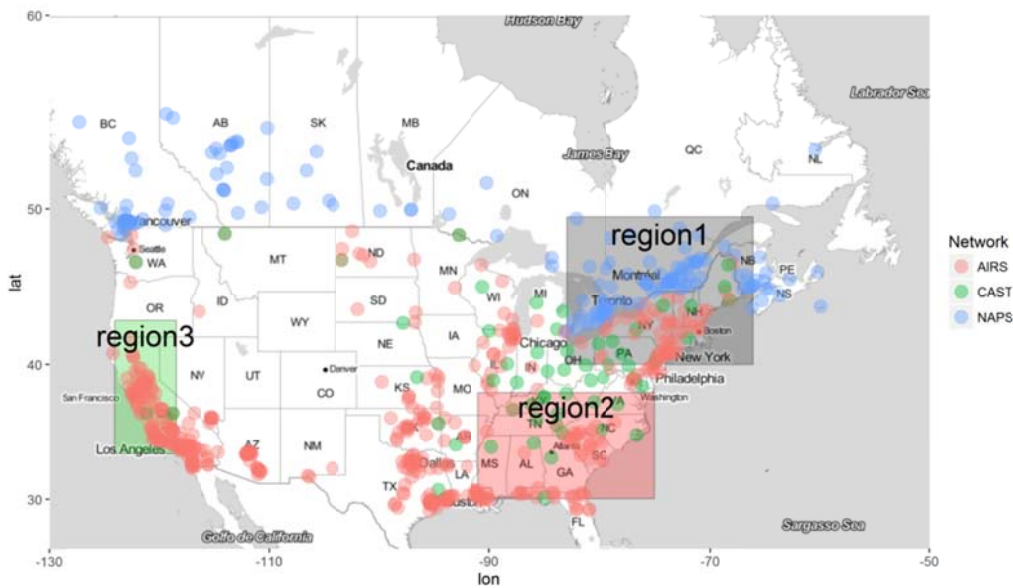 60
Hudson Bay
Labrador Sea
BC
AB
SK
MB
James Bay
QC
NL
Canada
ON
50
Vancouver
Seattle
WA
MT
ND
MN
region1
Montréal
NB
PE
NS
Network
AIRS
CAST
NAPS
lat
OR
ID
SD
WI
MI
Toronto
NY
NH
Boston
WY
IA
Chicago
region3
NE
OH
PA
New York
40
NV
UT
Denver
CO
KS
MO
IL
IN
Philadelphia
Washington
San Francisco
region2
VA
TN
NC
Los Angeles
AZ
NM
AR
Atlanta
SC
Dallas
MS
AL
GA
TX
LA
30
FL
Golfo de California
Sargasso Sea
-130
-110
-90
-70
-50
lon